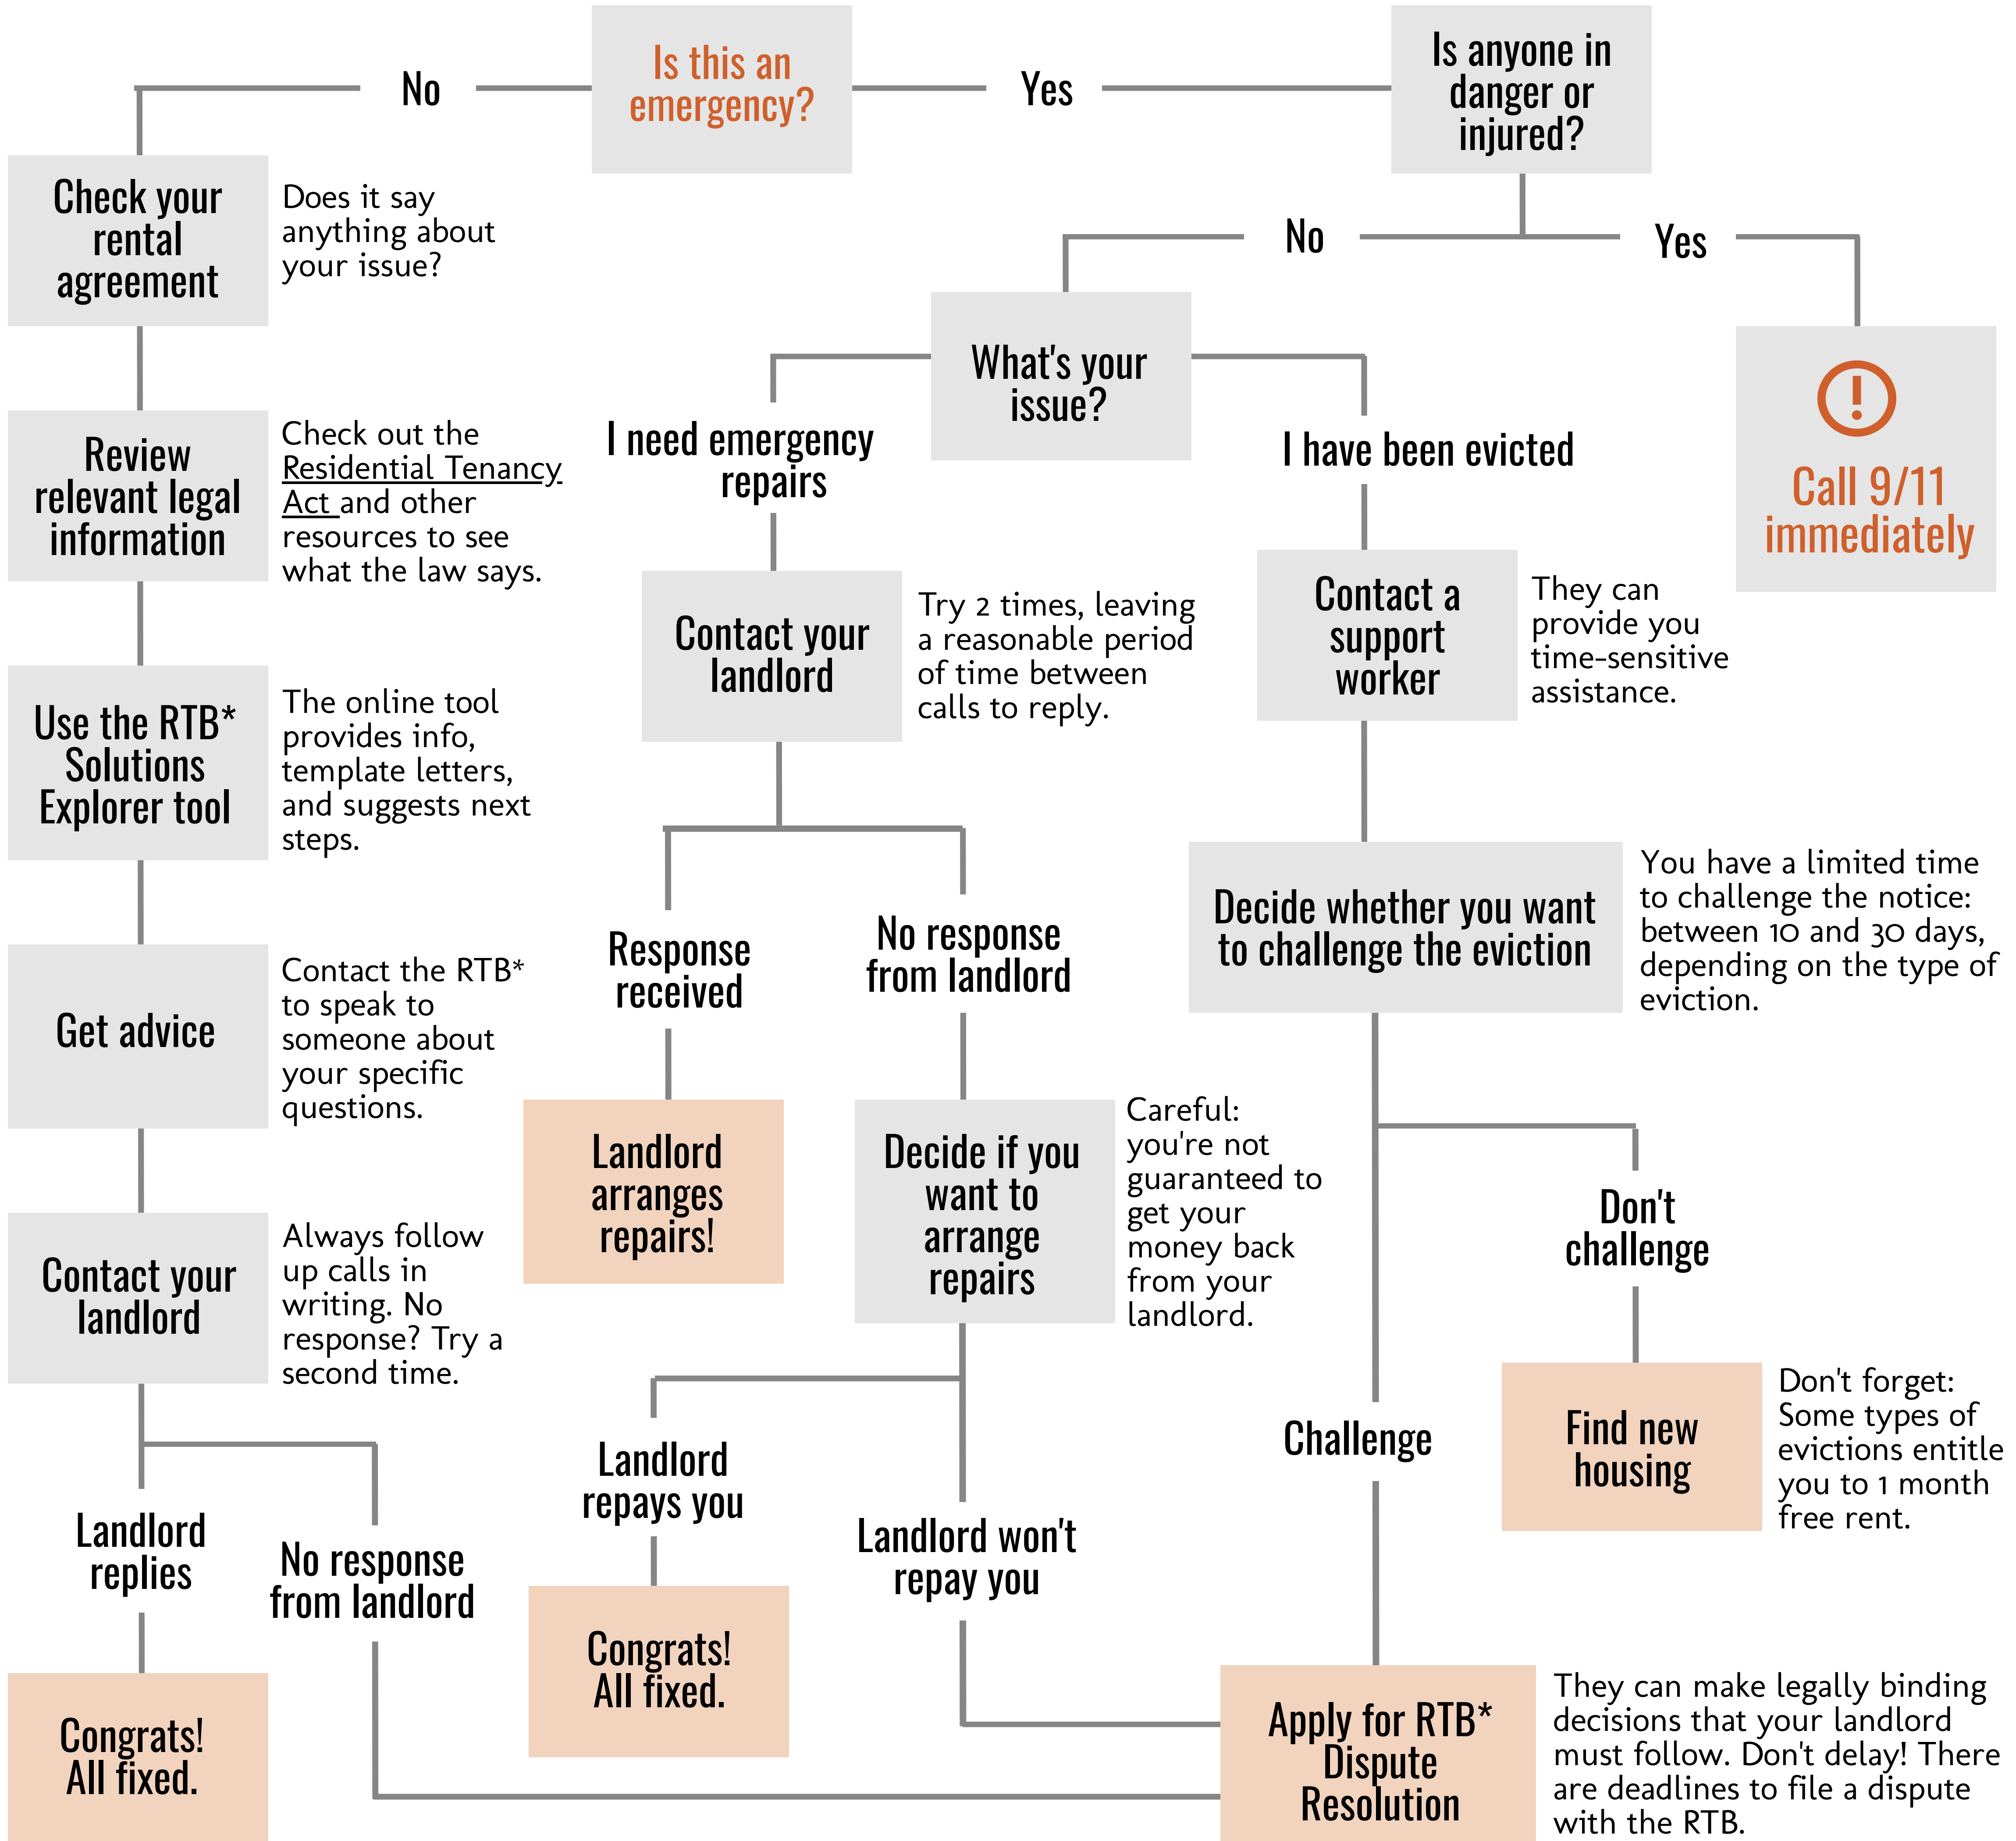 Is this an
emergency?
No
Yes
Is anyone in
danger or
injured?
No
Yes
Check your
rental
agreement
Does it say
anything about
your issue?
Review
relevant legal
information
Check out the
Residential Tenancy
Act and other
resources to see
what the law says.
Use the RTB*
Solutions
Explorer tool
The online tool
provides info,
template letters,
and suggests next
steps.
Get advice
Contact the RTB*
to speak to
someone about
your specific
questions.
Contact your
landlord
Always follow
up calls in
writing. No
response? Try a
second time.
Landlord
replies
No response
from landlord
Congrats!
All fixed.
What's your
issue?
I need emergency
repairs
Contact your
landlord
Try 2 times, leaving
a reasonable period
of time between
calls to reply.
Response
received
No response
from landlord
Landlord
arranges
repairs!
Decide if you
want to
arrange
repairs
Careful:
you're not
guaranteed to
get your
money back
from your
landlord.
Landlord
repays you
Landlord won't
repay you
Congrats!
All fixed.
I have been evicted
Contact a
support
worker
They can
provide you
time-sensitive
assistance.
Decide whether you want
to challenge the eviction
You have a limited time
to challenge the notice:
between 10 and 30 days,
depending on the type of
eviction.
Challenge
Don't
challenge
Find new
housing
Don't forget:
Some types of
evictions entitle
you to 1 month
free rent.
Apply for RTB*
Dispute
Resolution
They can make legally binding
decisions that your landlord
must follow. Don't delay! There
are deadlines to file a dispute
with the RTB.
!
Call 9/11
immediately